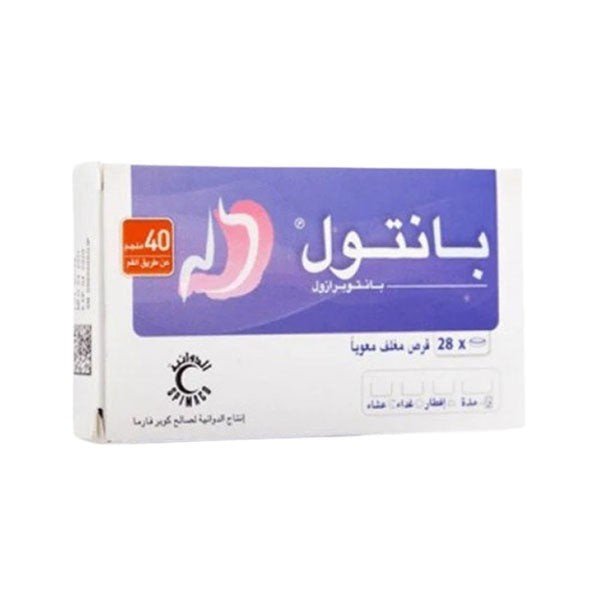 بانتول
بانتوبرازول
40 ملجم
عن طريق الفم
28 x قرص مغلف معوياً
الدوائية
SPIMACO
إنتاج الدوائية لصالح كوبر فارما
مدة إفطار غداء عشاء